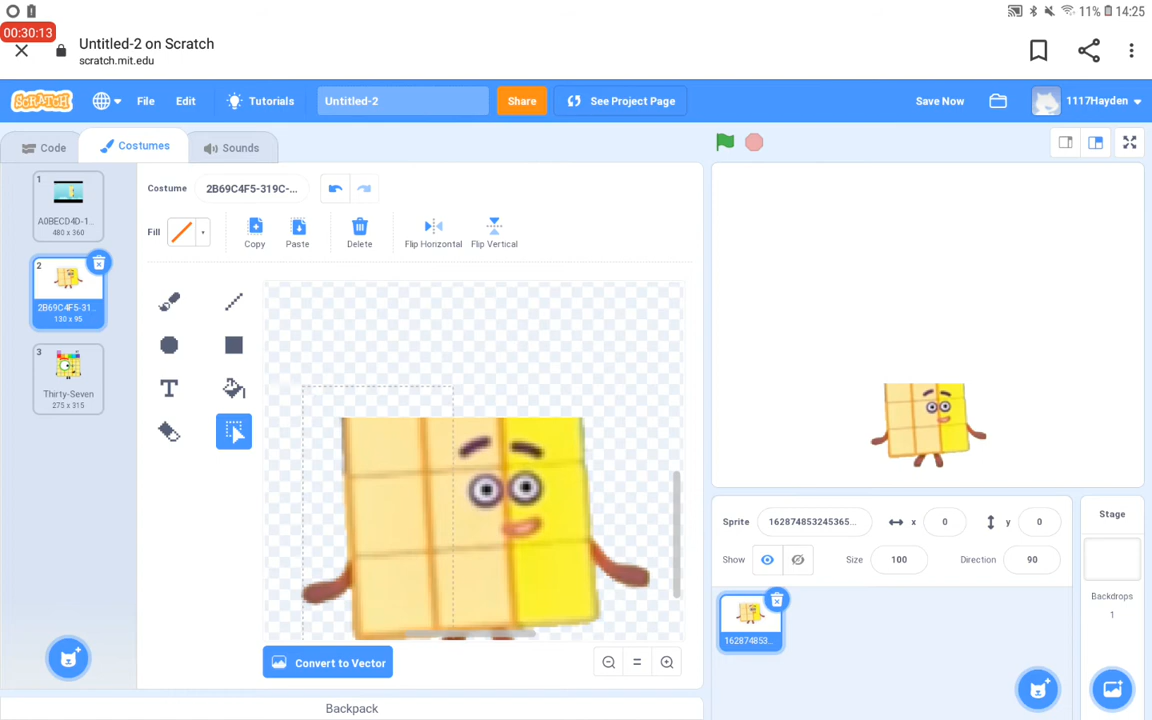 11% 14:25
00:30:13
Untitled-2 on Scratch
scratch.mit.edu
SCRATCH
File
Edit
Tutorials
Untitled-2
Share
See Project Page
Save Now
1117Hayden
Code
Costumes
Sounds
1
A0BECD4D-1...
480 x 360
2
2B69C4F5-31...
130 x 95
3
Thirty-Seven
275 x 315
Costume
2B69C4F5-319C-...
Fill
Copy
Paste
Delete
Flip Horizontal
Flip Vertical
T
Convert to Vector
Backpack
Sprite
162874853245365...
x
0
y
0
Show
Size
100
Direction
90
162874853...
Stage
Backdrops
1